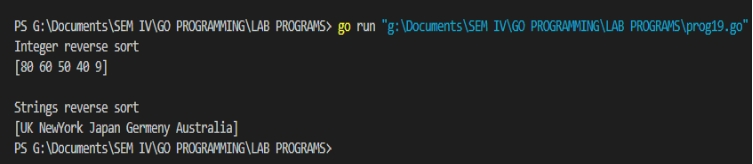 PS G:\Documents\SEM IV\GO PROGRAMMING\LAB PROGRAMS> go run "g:\Documents\SEM IV\GO PROGRAMMING\LAB PROGRAMS\prog19.go"
Integer reverse sort
[80 60 50 40 9]
Strings reverse sort
[UK NewYork Japan Germeny Australia]
PS G:\Documents\SEM IV\GO PROGRAMMING\LAB PROGRAMS>